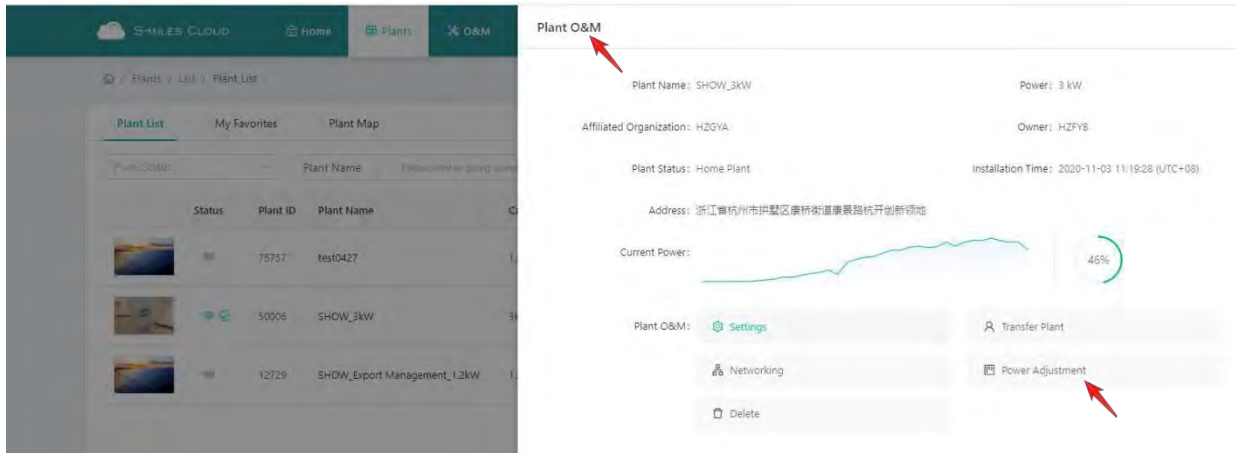 S-MILES CLOUD
Home
Plants
O&M
Plant O&M
/ Plants / List / Plant List
Plant List
My Favorites
Plant Map
Plant Status
Plant Name
Status
Plant ID
Plant Name
75757
test0427
50006
SHOW_3kW
12729
SHOW_Export Management_1.2kW
Plant Name: SHOW_3kW
Power: 3 kW
Affiliated Organization: HZGYA
Owner: HZFYB
Plant Status: Home Plant
Installation Time: 2020-11-03 11:19:28 (UTC+08)
Address: 浙江省杭州市拱墅区康桥街道康景路杭开创新领地
Current Power:
46%
Plant O&M:
Settings
Transfer Plant
Networking
Power Adjustment
Delete